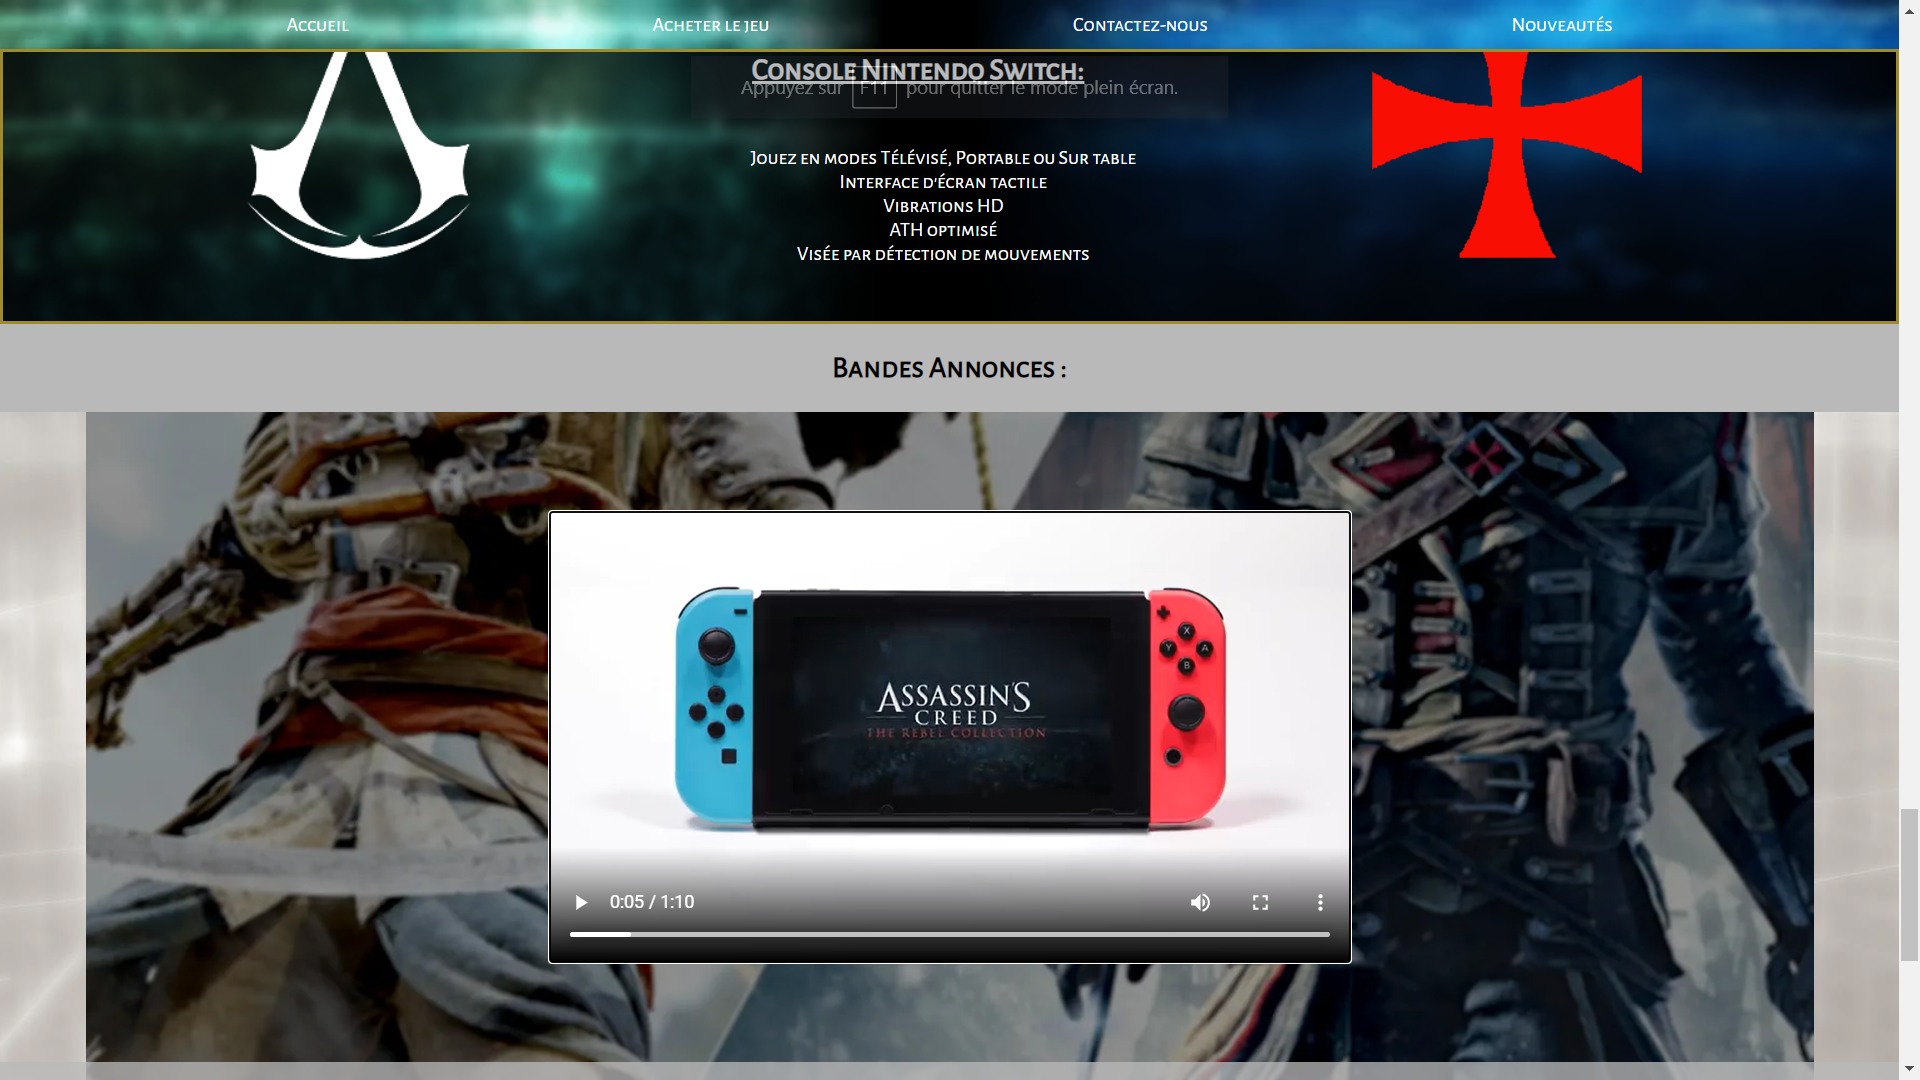 Accueil
Acheter le jeu
Contactez-nous
Nouveautés
Console Nintendo Switch:
Appuyez sur F11 pour quitter le mode plein écran.
Jouez en modes Télévisé, Portable ou Sur table
Interface d'écran tactile
Vibrations HD
ATH optimisé
Visée par détection de mouvements
Bandes Annonces :
X
Y
A
B
ASSASSIN'S
CREED
THE REBEL COLLECTION
0:05 / 1:10